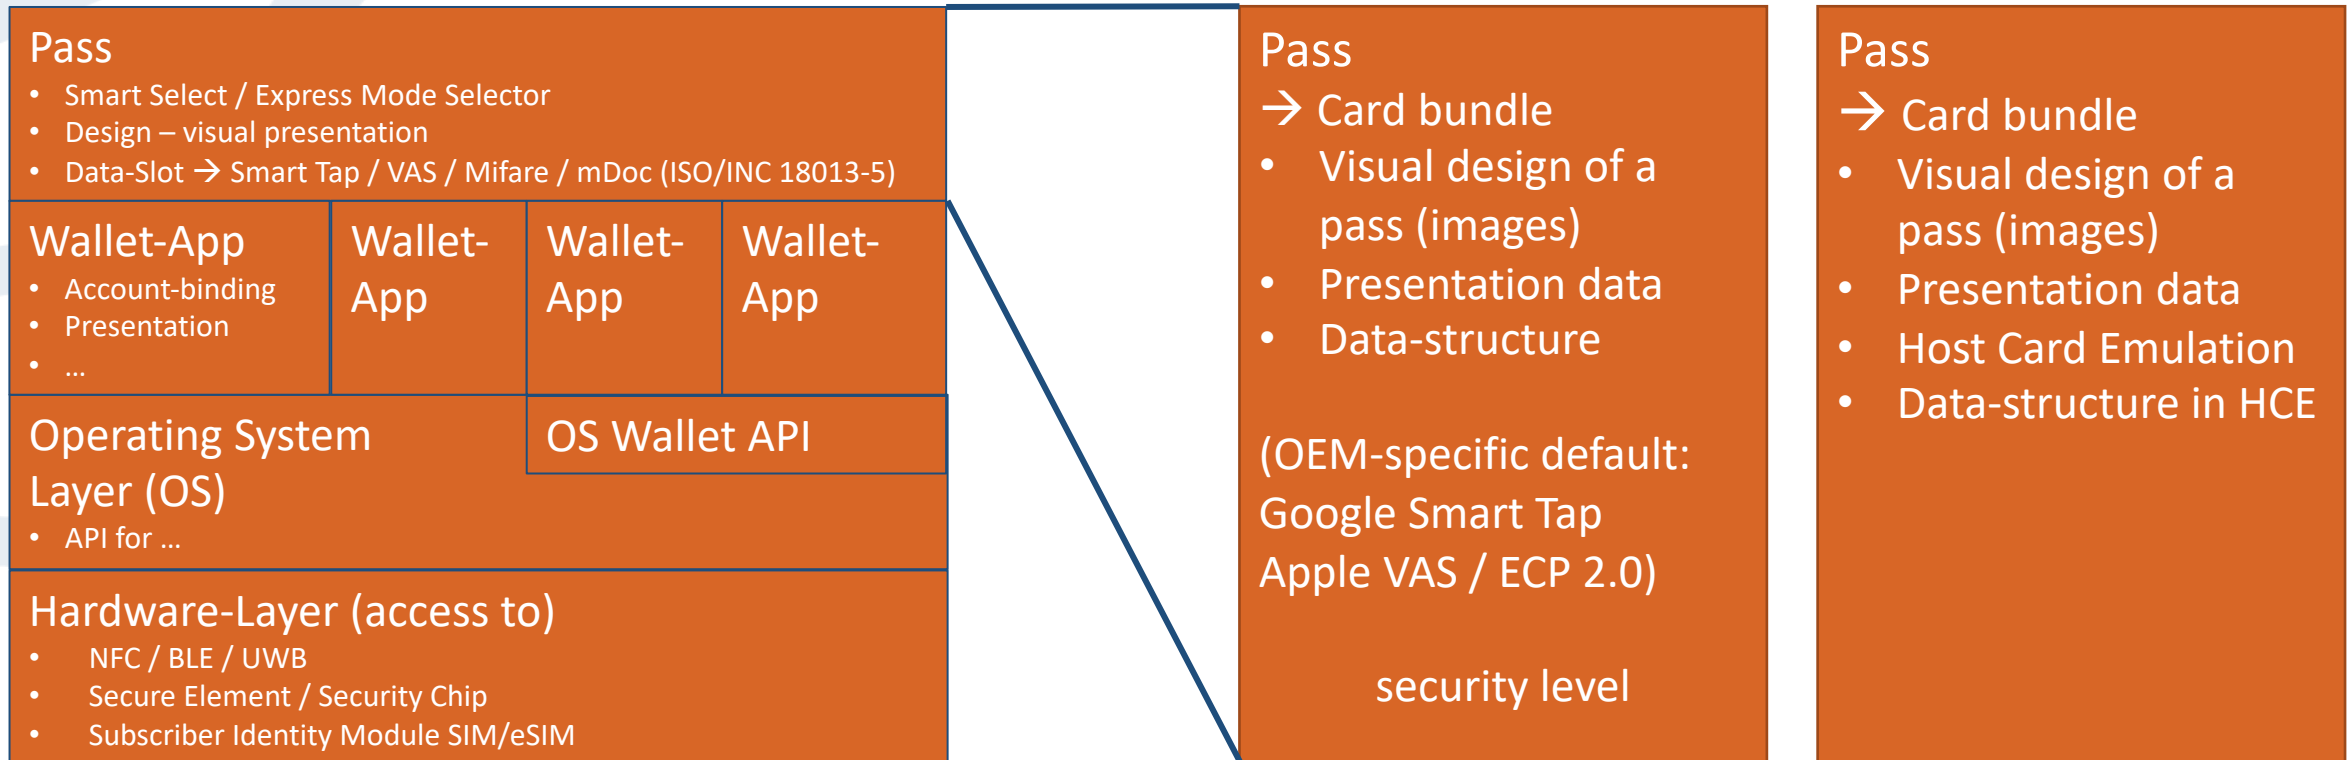 Pass
• Smart Select / Express Mode Selector
• Design – visual presentation
• Data-Slot → Smart Tap / VAS / Mifare / mDoc (ISO/INC 18013-5)
Wallet-App
• Account-binding
• Presentation
• ...
Wallet-
App
Wallet-
App
Wallet-
App
Operating System
Layer (OS)
• API for ...
OS Wallet API
Hardware-Layer (access to)
• NFC / BLE / UWB
• Secure Element / Security Chip
• Subscriber Identity Module SIM/eSIM
Pass
→ Card bundle
• Visual design of a
pass (images)
• Presentation data
• Data-structure
(OEM-specific default:
Google Smart Tap
Apple VAS / ECP 2.0)
security level
Pass
→ Card bundle
• Visual design of a
pass (images)
• Presentation data
• Host Card Emulation
• Data-structure in HCE